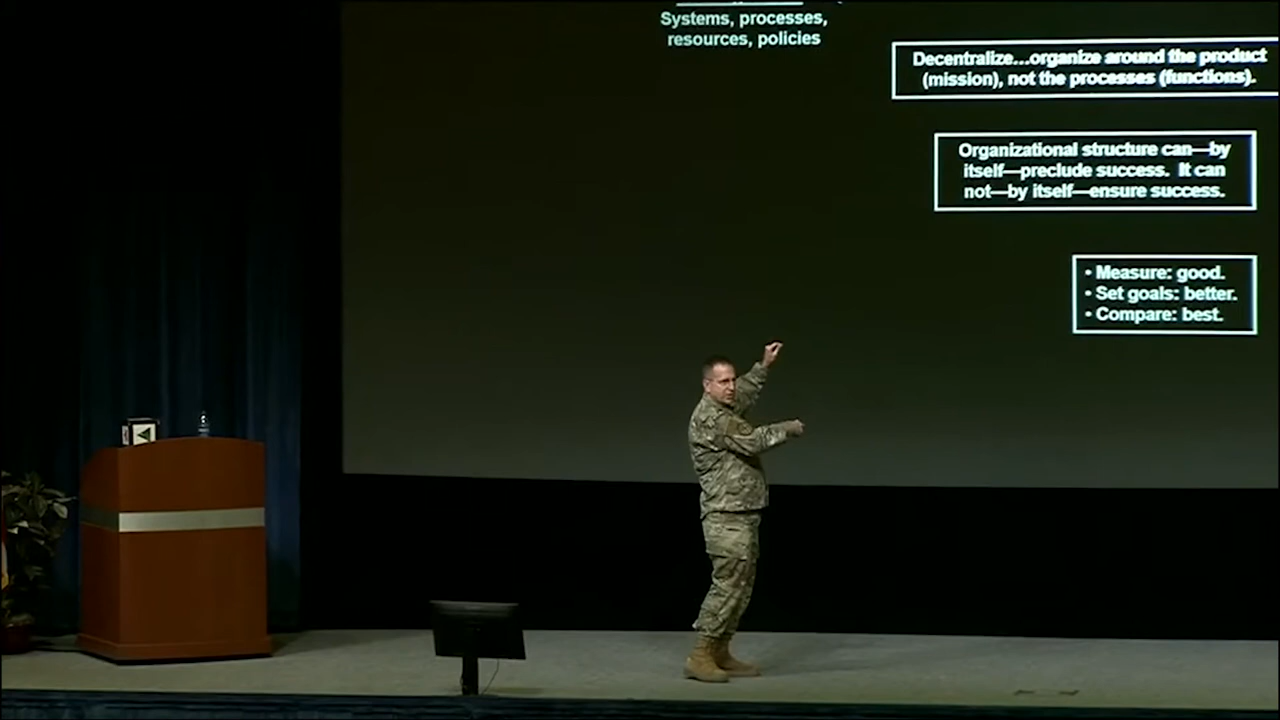 Systems, processes,
resources, policies
Decentralize...organize around the product
(mission), not the processes (functions).
Organizational structure can—by
itself—preclude success. It can
not—by itself—ensure success.
• Measure: good.
• Set goals: better.
• Compare: best.